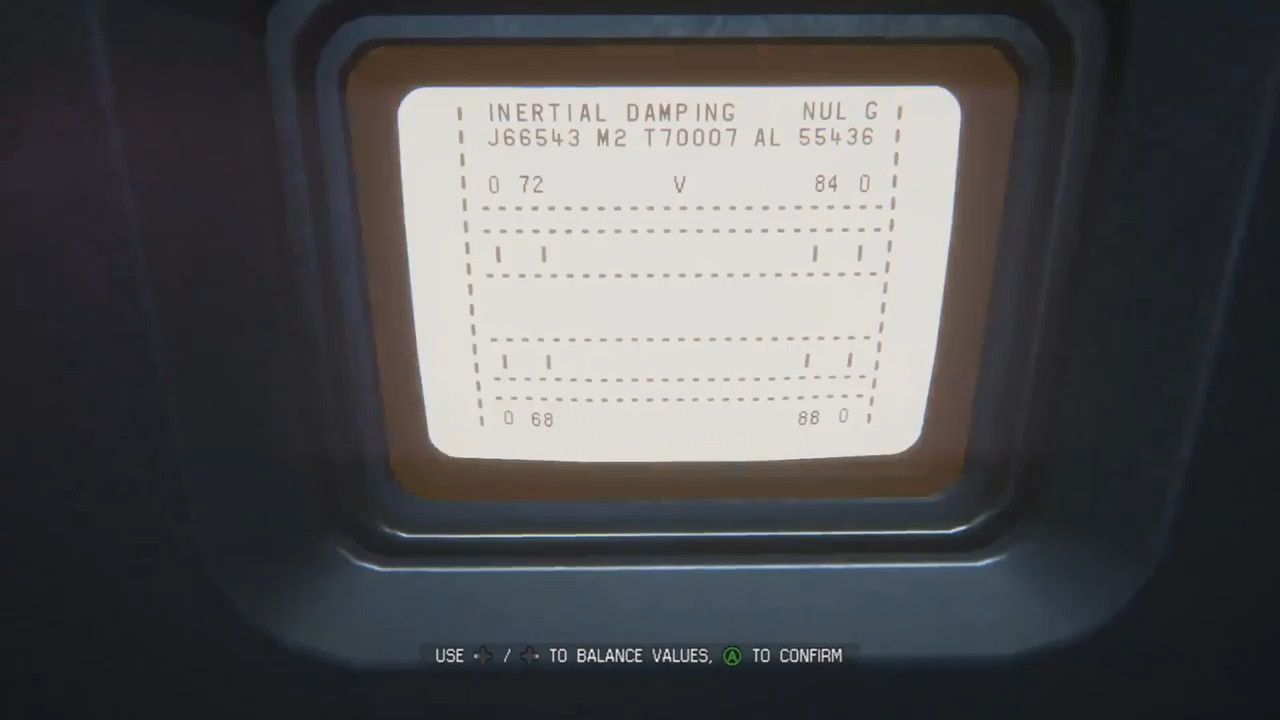 INERTIAL DAMPING NUL G
J66543 M2 T70007 AL 55436
0 72 V 84 0
0 68 88 0
USE / TO BALANCE VALUES, A TO CONFIRM